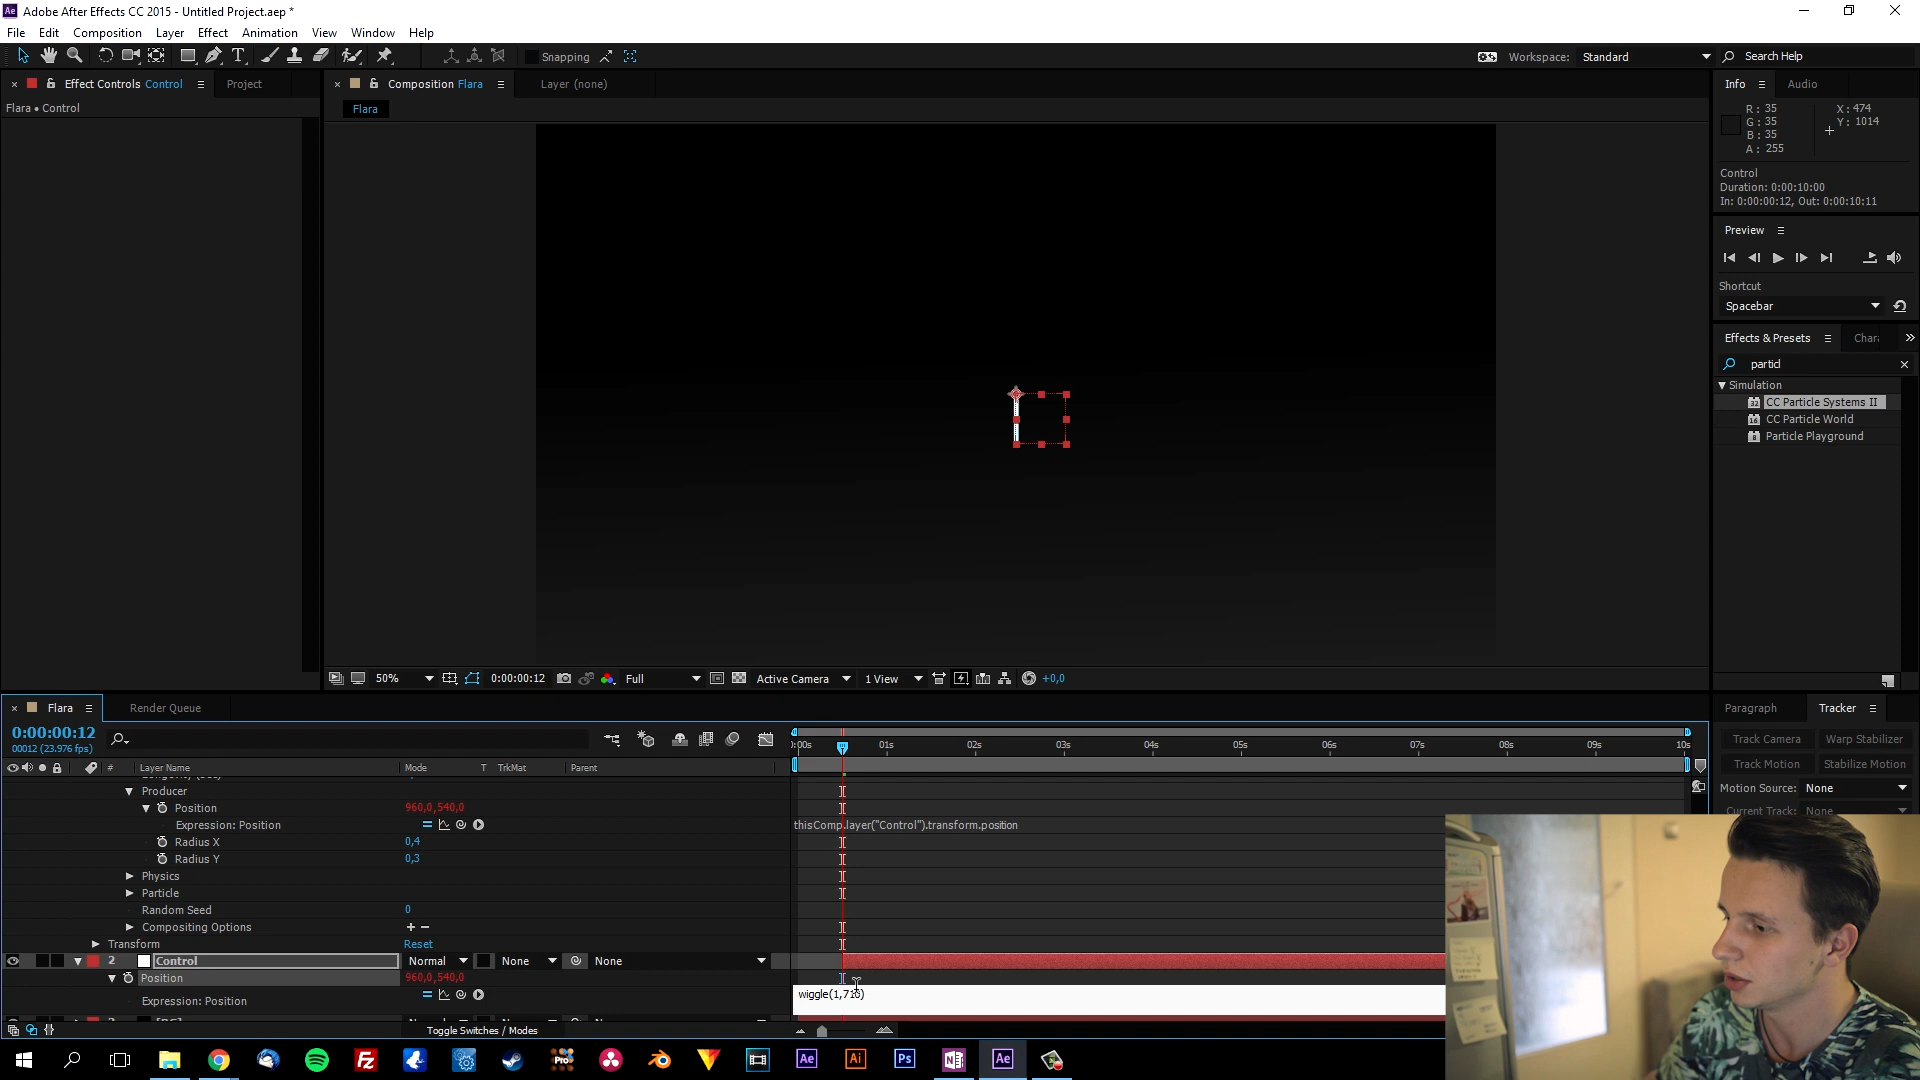 Adobe After Effects CC 2015 - Untitled Project.aep *
File Edit Composition Layer Effect Animation View Window Help
Snapping
Workspace: Standard
Search Help
Effect Controls Control
Project
Composition Flara
Layer (none)
Info
Audio
Flara • Control
Flara
R: 35
G: 35
B: 35
A: 255
X: 474
Y: 1014
Control
Duration: 0:00:10:00
In: 0:00:00:12, Out: 0:00:10:11
Preview
Shortcut
Spacebar
Effects & Presets
Chara
particl
Simulation
CC Particle Systems II
CC Particle World
Particle Playground
50%
0:00:00:12
Full
Active Camera
1 View
+0,0
Flara
Render Queue
Paragraph
Tracker
0:00:00:12
00012 (23.976 fps)
Track Camera
Warp Stabilizer
Track Motion
Stabilize Motion
Motion Source: None
Current Track: None
01s 02s 03s 04s 05s 06s 07s 08s 09s 10s
# Layer Name Mode T TrkMat Parent
Producer
Position 960,0,540,0
Expression: Position
thisComp.layer("Control").transform.position
Radius X 0,4
Radius Y 0,3
Physics
Particle
Random Seed 0
Compositing Options + −
Transform Reset
2 Control Normal None None
Position 960,0,540,0
Expression: Position
Toggle Switches / Modes